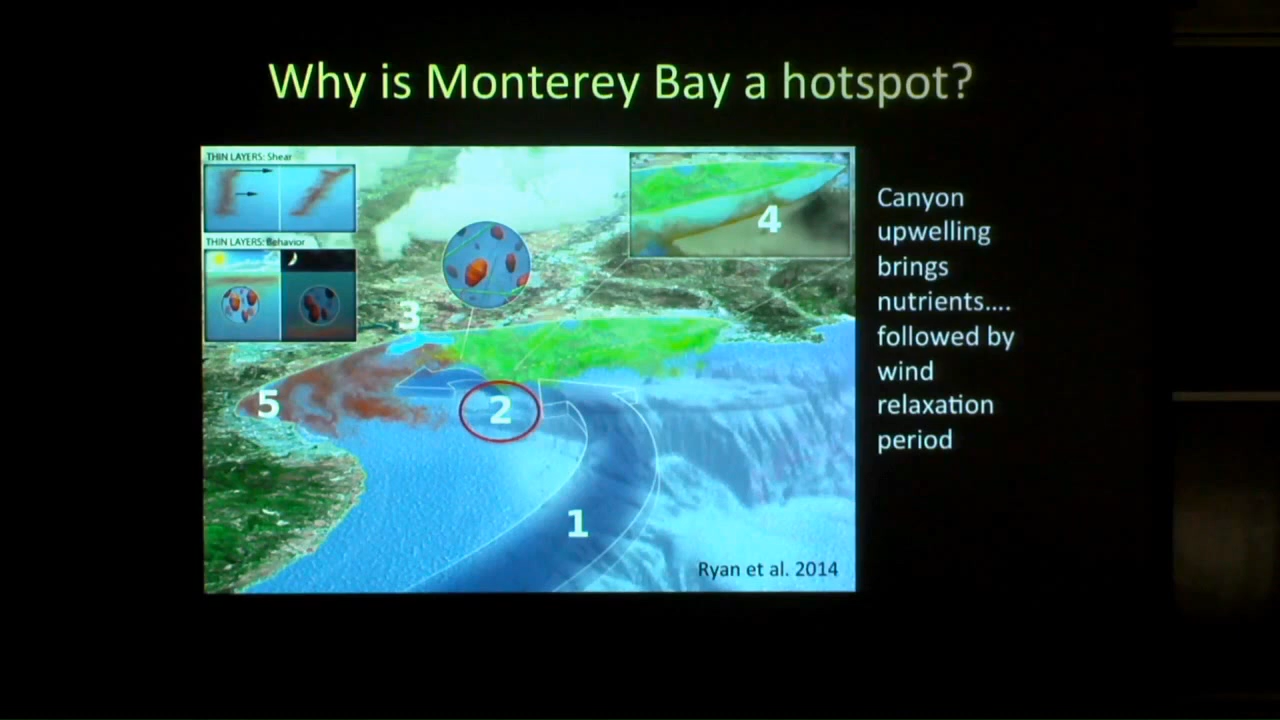 Why is Monterey Bay a hotspot?
THIN LAYERS: Shear
THIN LAYERS: Behavior
4
3
5
2
1
Ryan et al. 2014
Canyon
upwelling
brings
nutrients....
followed by
wind
relaxation
period